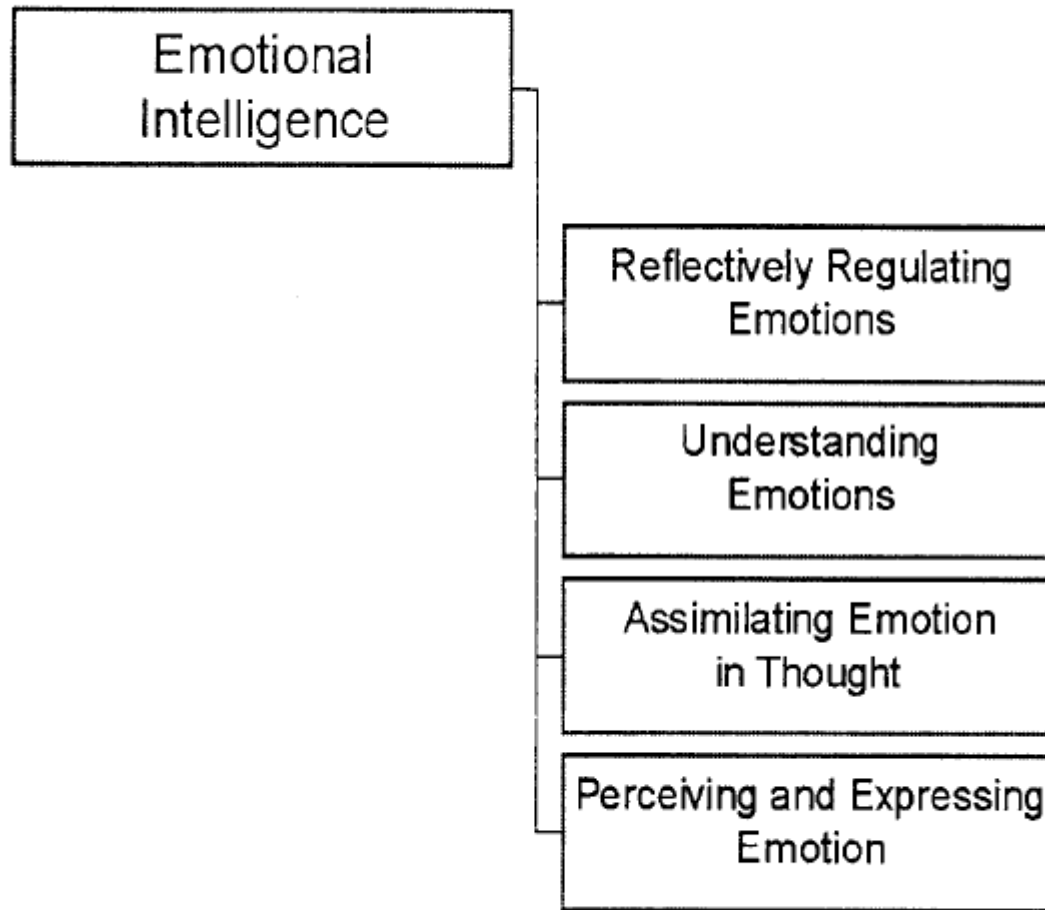 Emotional
Intelligence
Reflectively Regulating
Emotions
Understanding
Emotions
Assimilating Emotion
in Thought
Perceiving and Expressing
Emotion